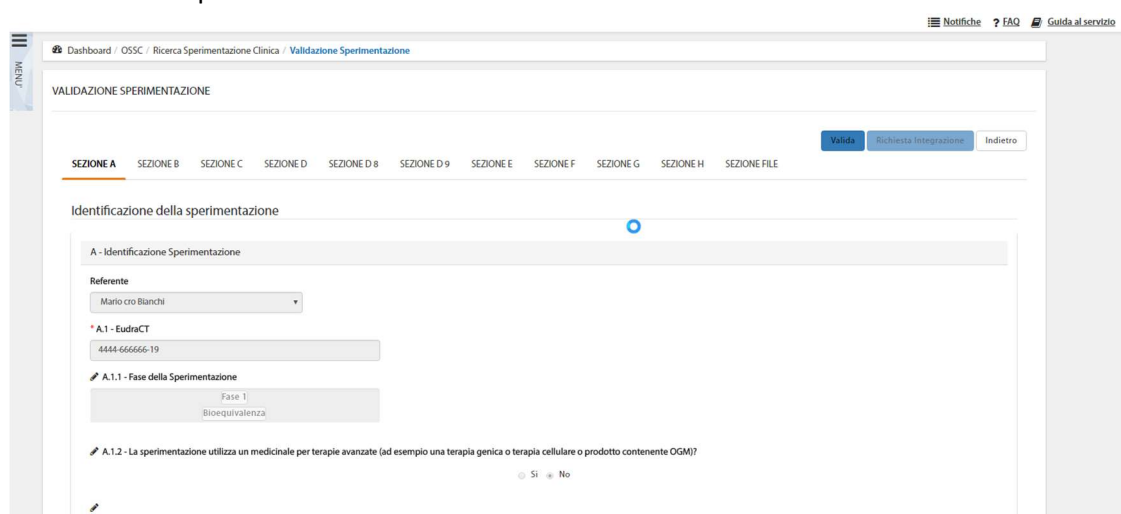 Notifiche ? FAQ Guida al servizio
MENU'
Dashboard / OSSC / Ricerca Sperimentazione Clinica / Validazione Sperimentazione
VALIDAZIONE SPERIMENTAZIONE
Valida Richiesta Integrazione Indietro
SEZIONE A SEZIONE B SEZIONE C SEZIONE D SEZIONE D 8 SEZIONE D 9 SEZIONE E SEZIONE F SEZIONE G SEZIONE H SEZIONE FILE
Identificazione della sperimentazione
A - Identificazione Sperimentazione
Referente
Mario cro Bianchi
* A.1 - EudraCT
4444-666666-19
A.1.1 - Fase della Sperimentazione
Fase 1
Bioequivalenza
A.1.2 - La sperimentazione utilizza un medicinale per terapie avanzate (ad esempio una terapia genica o terapia cellulare o prodotto contenente OGM)?
Si No